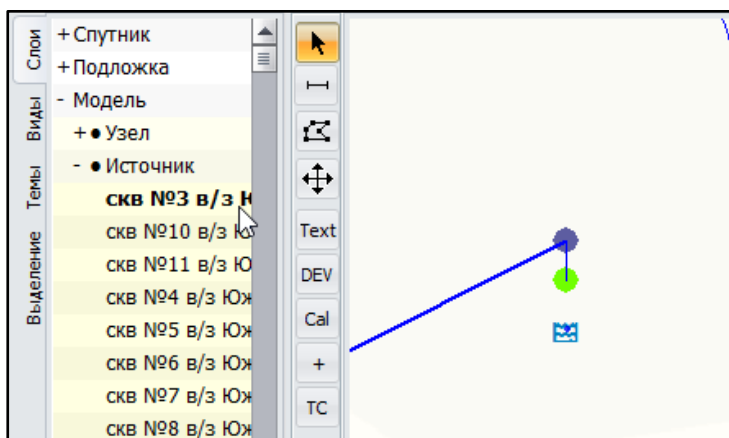 Слои
Виды
Темы
Выделение
+ Спутник
+ Подложка
- Модель
+ ● Узел
- ● Источник
скв №3 в/з
скв №10 в/з
скв №11 в/з Ю
скв №4 в/з Юж
скв №5 в/з Юж
скв №6 в/з Юж
скв №7 в/з Юж
скв №8 в/з Юж
Text
DEV
Cal
+
TC